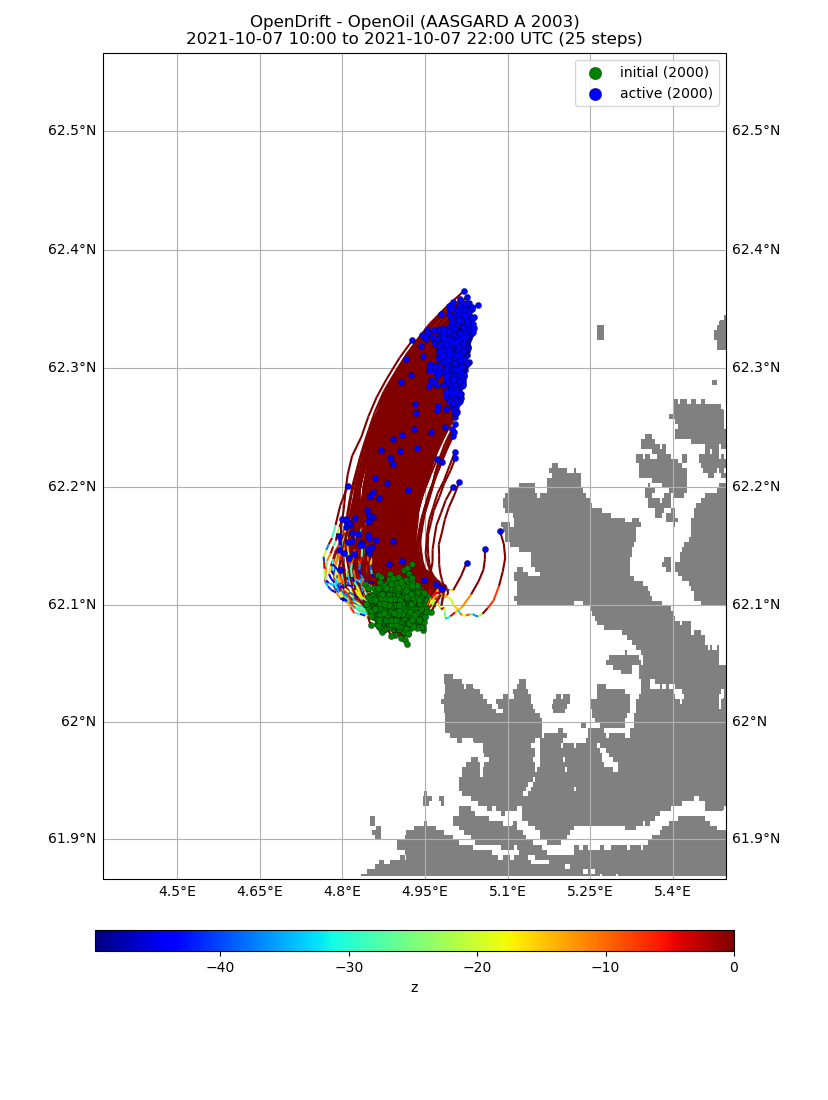 OpenDrift - OpenOil (AASGARD A 2003)
2021-10-07 10:00 to 2021-10-07 22:00 UTC (25 steps)
initial (2000)
active (2000)
62.5°N 62.5°N
62.4°N 62.4°N
62.3°N 62.3°N
62.2°N 62.2°N
62.1°N 62.1°N
62°N 62°N
61.9°N 61.9°N
4.5°E 4.65°E 4.8°E 4.95°E 5.1°E 5.25°E 5.4°E
−40 −30 −20 −10 0
z